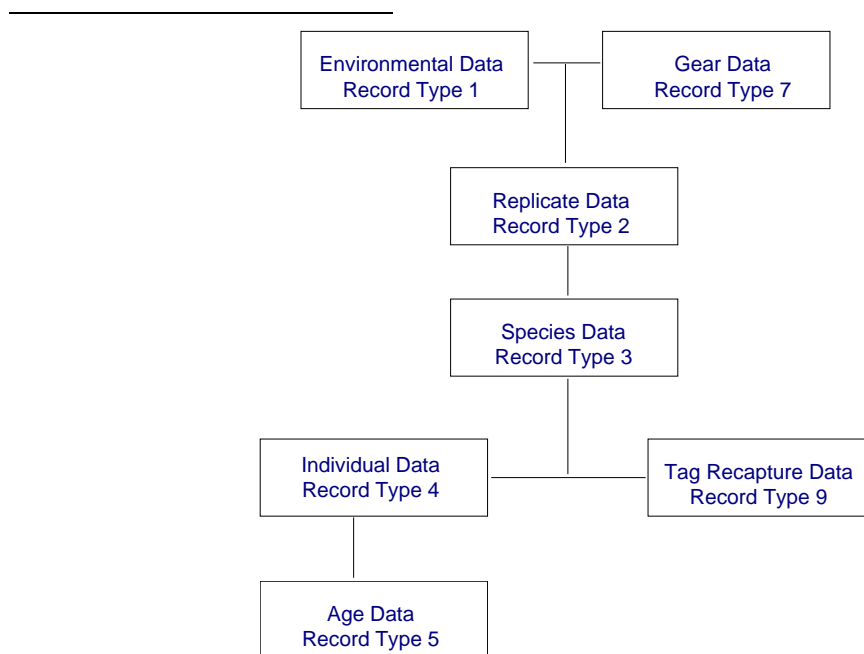 Environmental Data
Record Type 1
Gear Data
Record Type 7
Replicate Data
Record Type 2
Species Data
Record Type 3
Individual Data
Record Type 4
Tag Recapture Data
Record Type 9
Age Data
Record Type 5